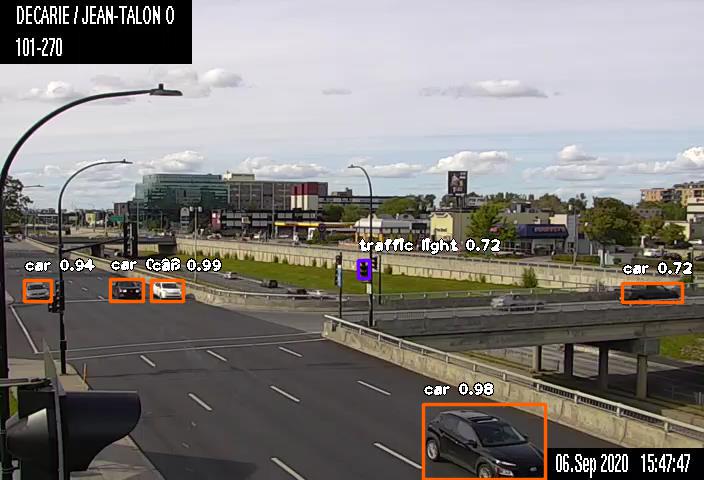 DECARIE / JEAN-TALON O
101-270
traffic light 0.72
car 0.94
car
car 0.99
car 0.72
car 0.98
06.Sep 2020 15:47:47